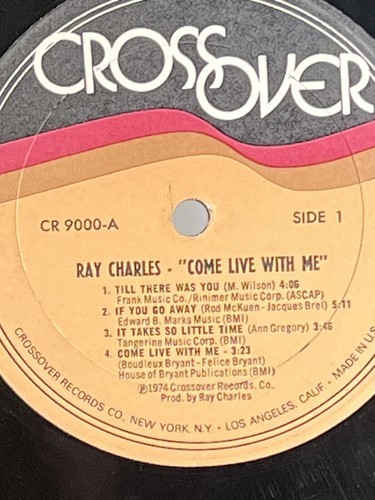 CROSSOVER
CR 9000-A
SIDE 1
RAY CHARLES - "COME LIVE WITH ME"
1. TILL THERE WAS YOU (M. Wilson) 4:06
Frank Music Co./Rinimer Music Corp. (ASCAP)
2. IF YOU GO AWAY (Rod McKuen - Jacques Brel) 5:11
Edward B. Marks Music (BMI)
3. IT TAKES SO LITTLE TIME (Ann Gregory) 3:46
Tangerine Music Corp. (BMI)
4. COME LIVE WITH ME - 3:23
(Boudleux Bryant - Felice Bryant)
House of Bryant Publications (BMI)
℗1974 Crossover Records, Co.
Prod. by Ray Charles
CROSSOVER RECORDS CO., NEW YORK, N.Y. • LOS ANGELES, CALIF. • MADE IN U.S